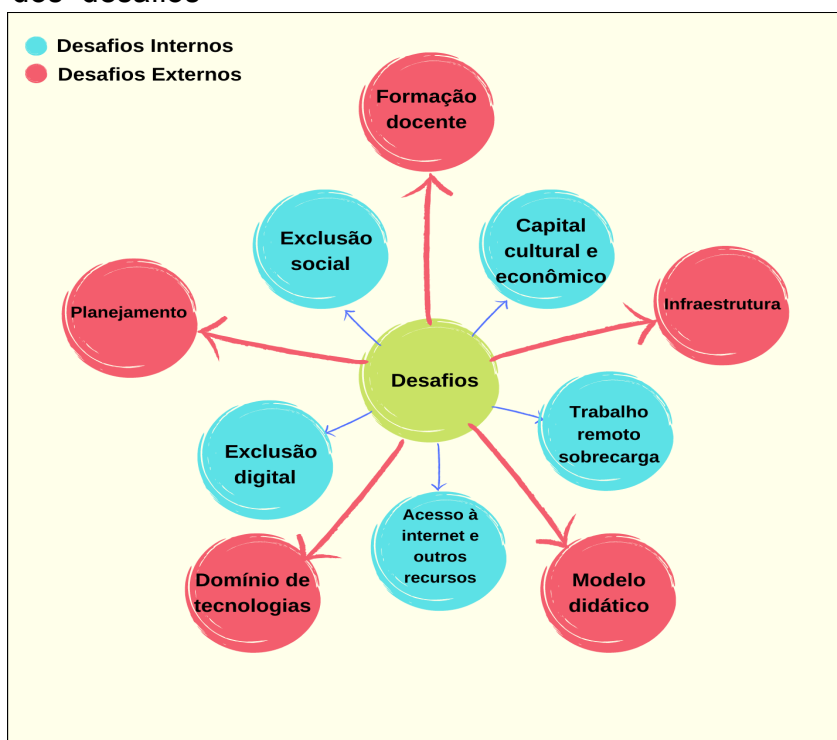 Desafios Internos
Desafios Externos
Formação
docente
Exclusão
social
Capital
cultural e
econômico
Planejamento
Infraestrutura
Desafios
Trabalho
remoto
sobrecarga
Exclusão
digital
Acesso à
internet e
outros
recursos
Domínio de
tecnologias
Modelo
didático